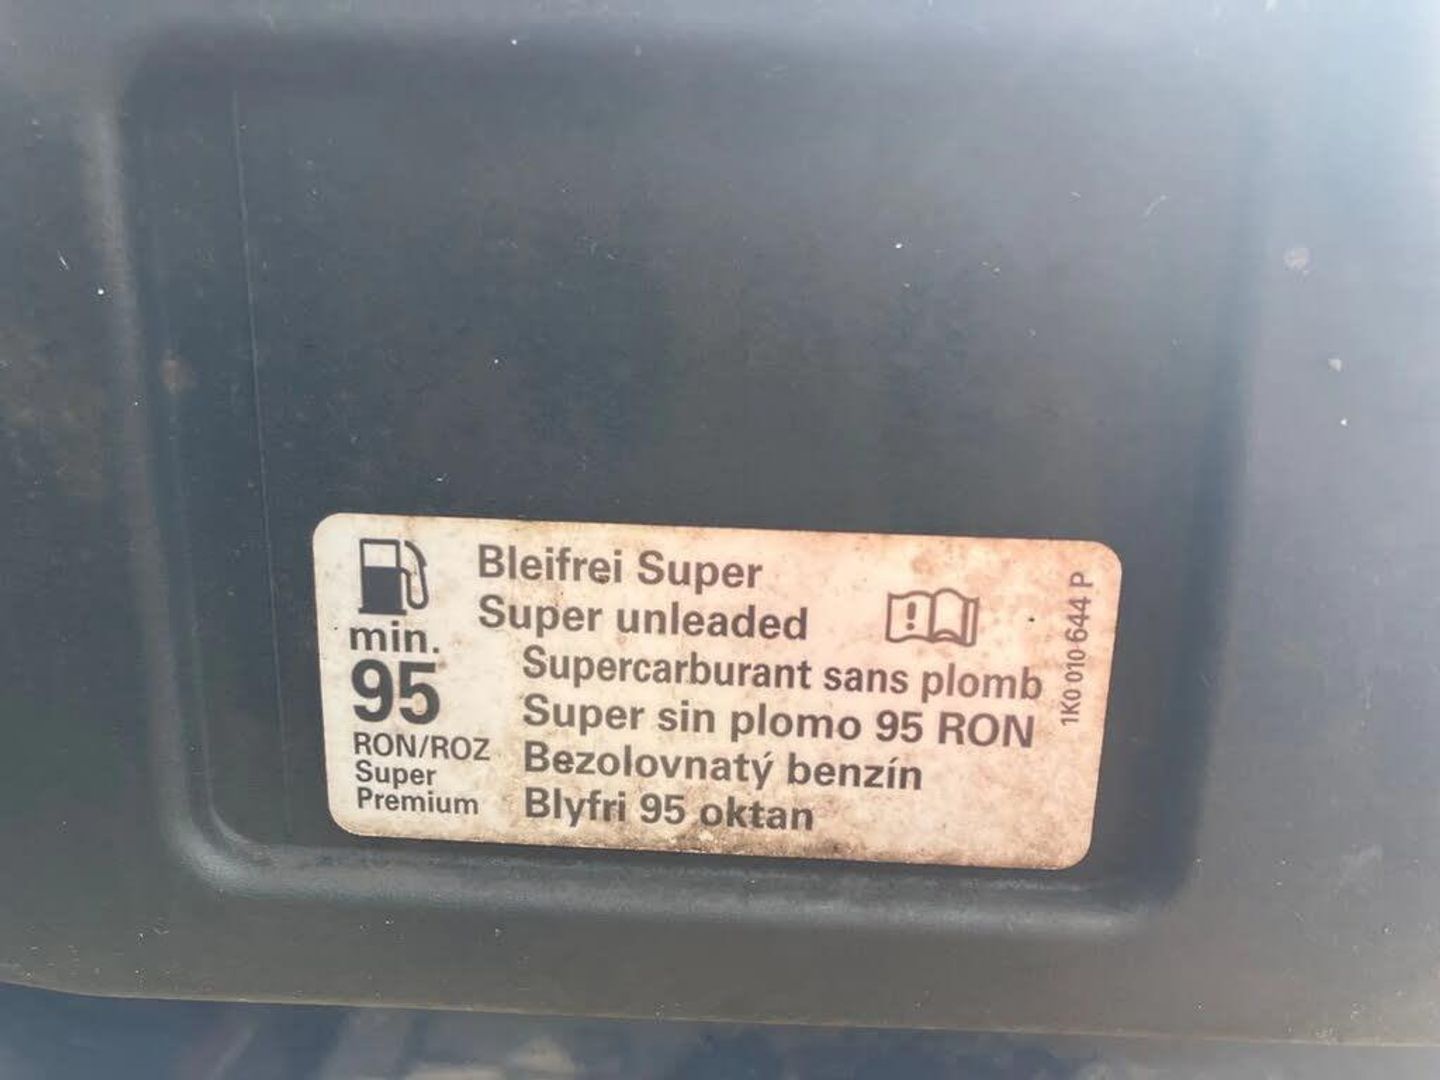 min.
95
RON/ROZ
Super
Premium
Bleifrei Super
Super unleaded
Supercarburant sans plomb
Super sin plomo 95 RON
Bezolovnatý benzín
Blyfri 95 oktan
1K0 010 644 P